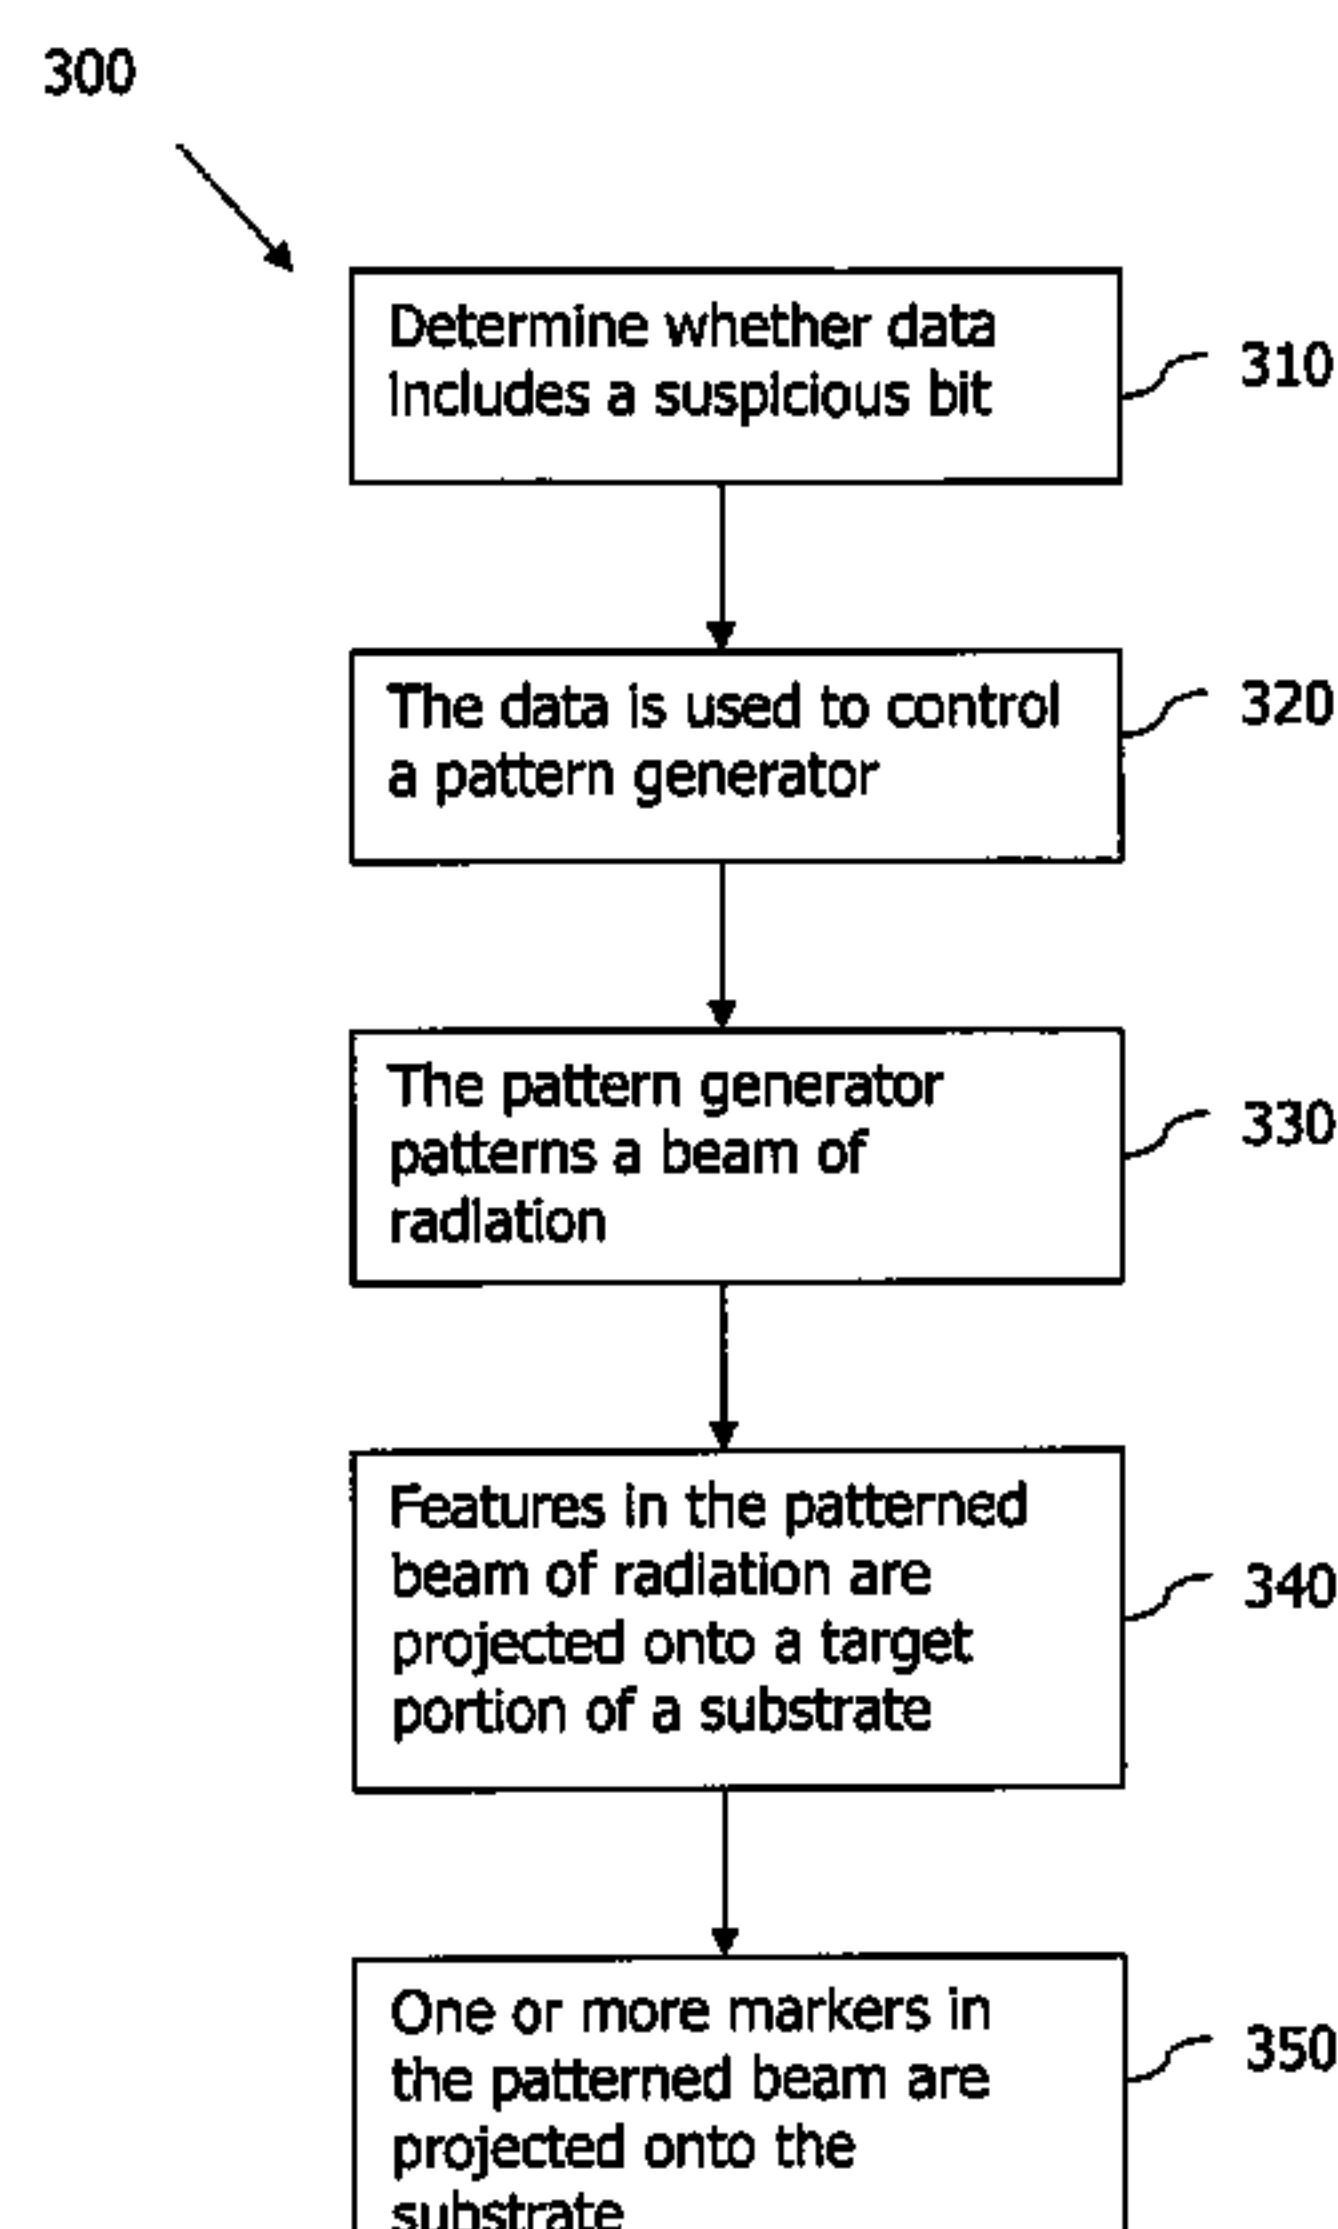 300
Determine whether data
includes a suspicious bit
310
The data is used to control
a pattern generator
320
The pattern generator
patterns a beam of
radiation
330
Features in the patterned
beam of radiation are
projected onto a target
portion of a substrate
340
One or more markers in
the patterned beam are
projected onto the
substrate
350